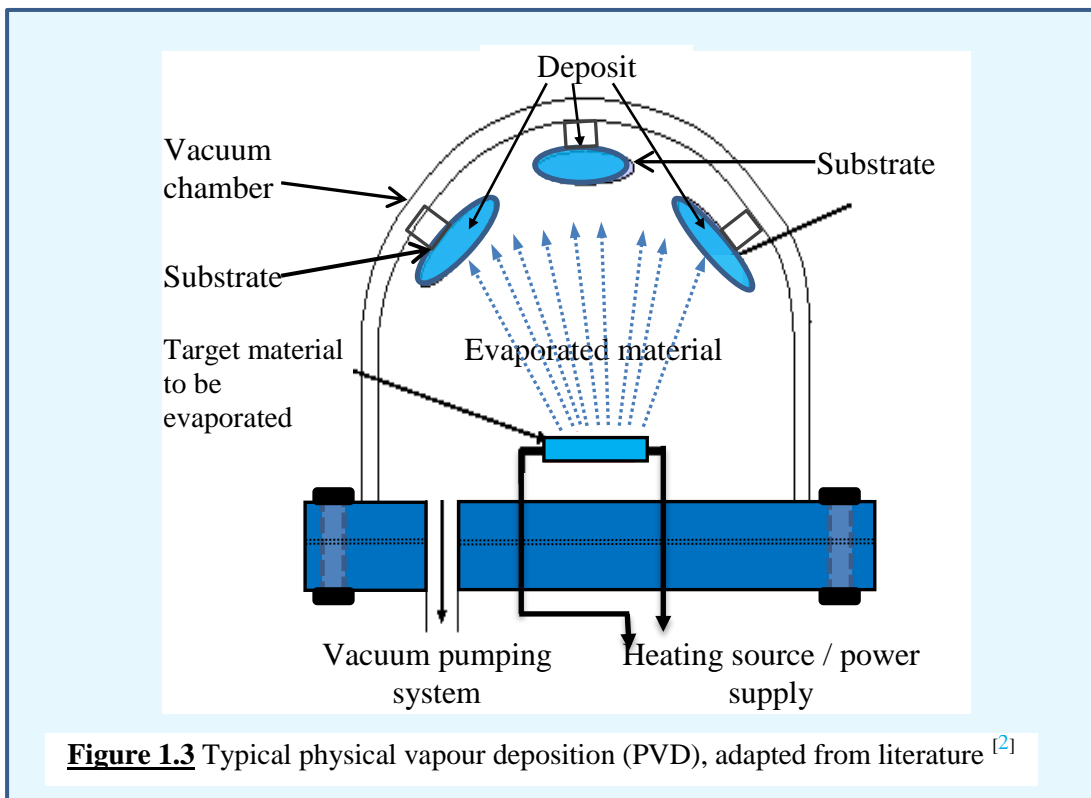 Deposit
Vacuum
chamber
Substrate
Substrate
Target material
to be
evaporated
Evaporated material
Vacuum pumping
system
Heating source / power
supply
Figure 1.3 Typical physical vapour deposition (PVD), adapted from literature [2]